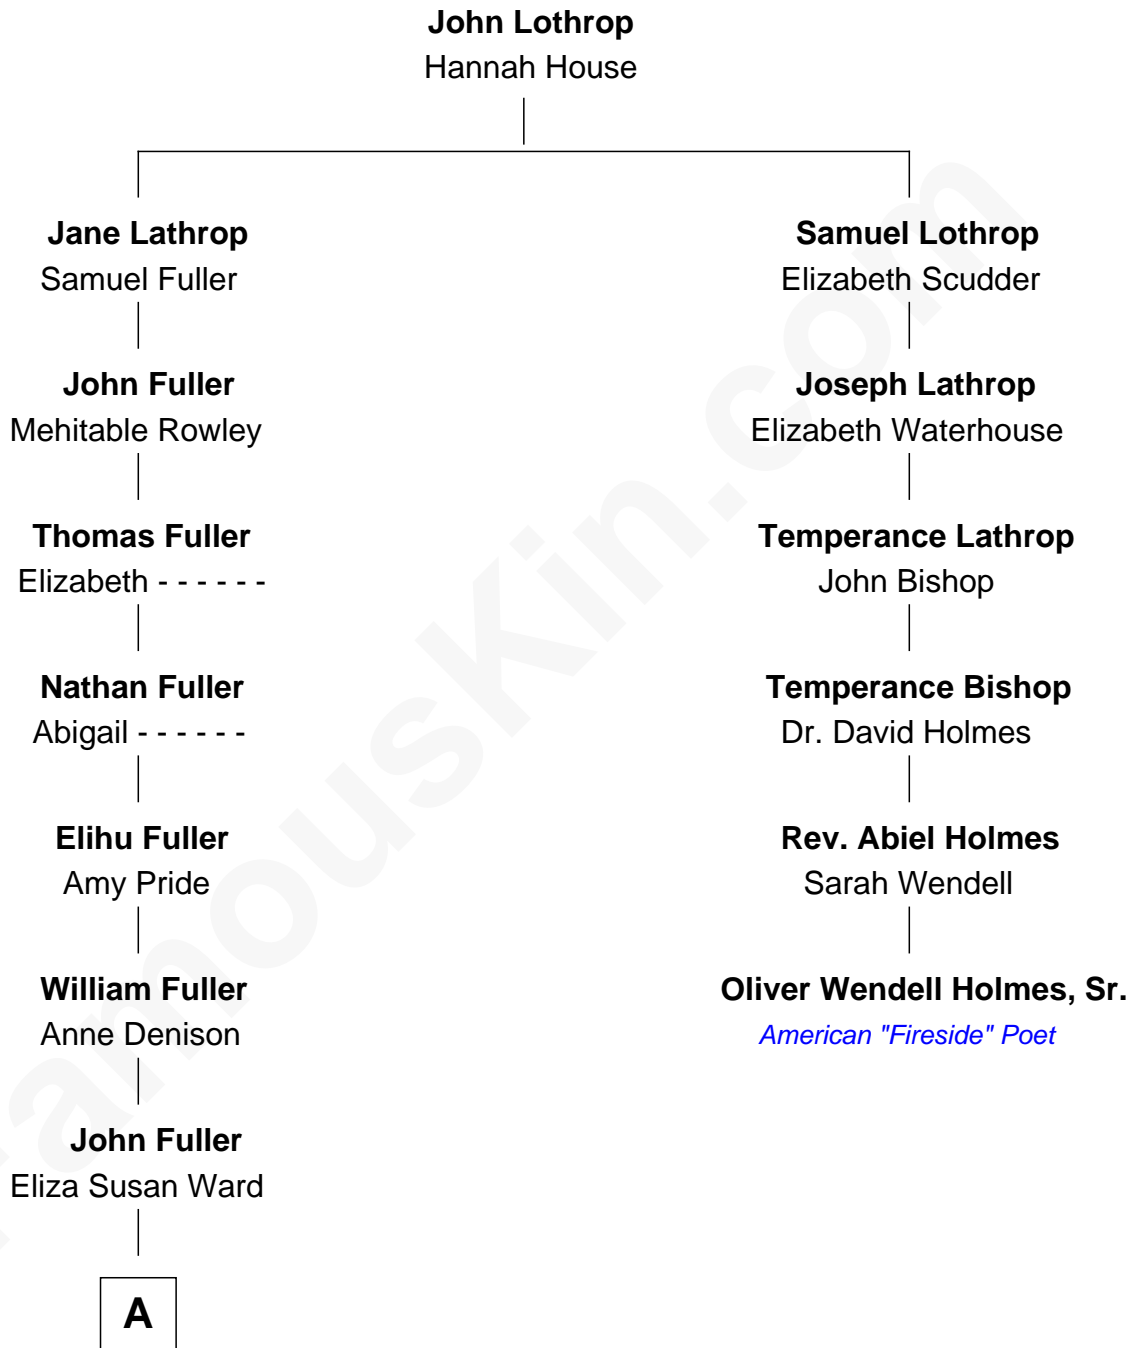 John Lothrop
Hannah House
Jane Lathrop
Samuel Fuller
Samuel Lothrop
Elizabeth Scudder
John Fuller
Mehitable Rowley
Joseph Lathrop
Elizabeth Waterhouse
Thomas Fuller
Elizabeth - - - - - -
Temperance Lathrop
John Bishop
Nathan Fuller
Abigail - - - - - -
Temperance Bishop
Dr. David Holmes
Elihu Fuller
Amy Pride
Rev. Abiel Holmes
Sarah Wendell
William Fuller
Anne Denison
Oliver Wendell Holmes, Sr.
American "Fireside" Poet
John Fuller
Eliza Susan Ward
A
FamousKin.com